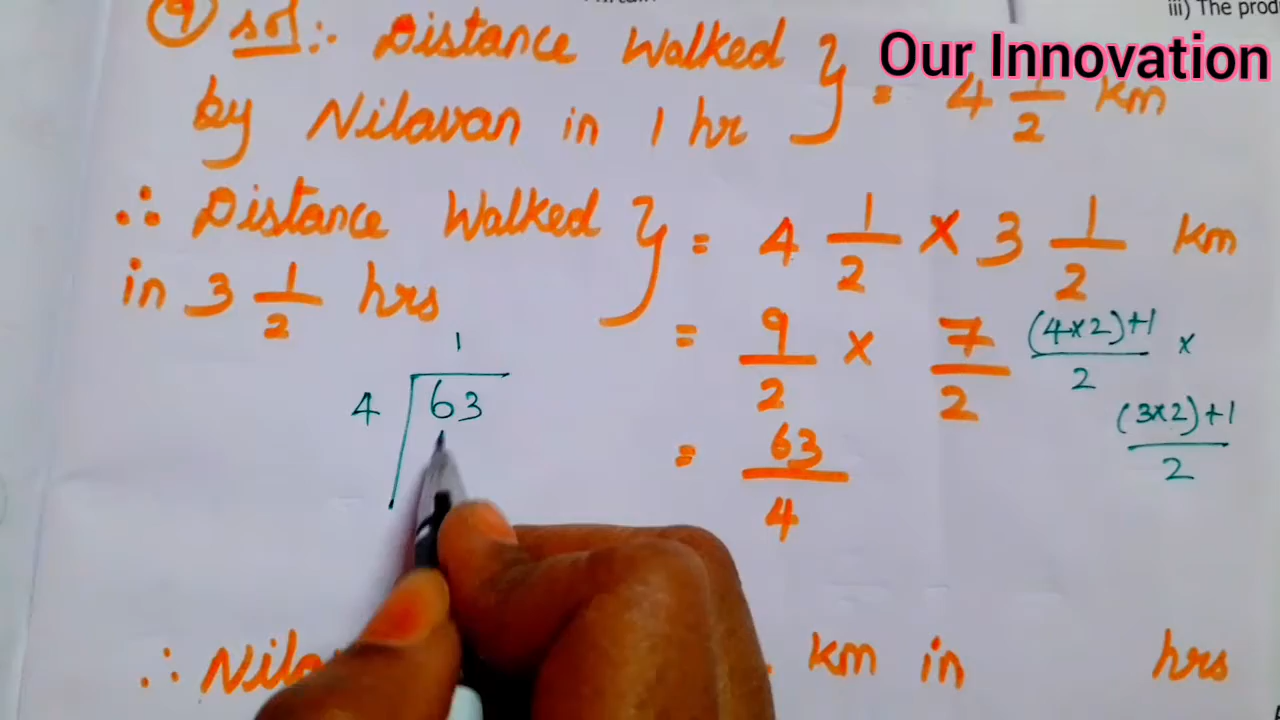 iii) The prod
Our Innovation
9 Sol :- Distance Walked
by Nilavan in 1 hr } = 4 1/2 km
∴ Distance Walked
in 3 1/2 hrs } = 4 1/2 × 3 1/2 km
= 9/2 × 7/2
(4×2)+1/2 ×
(3×2)+1/2
= 63/4
1
4 63
∴ km in hrs